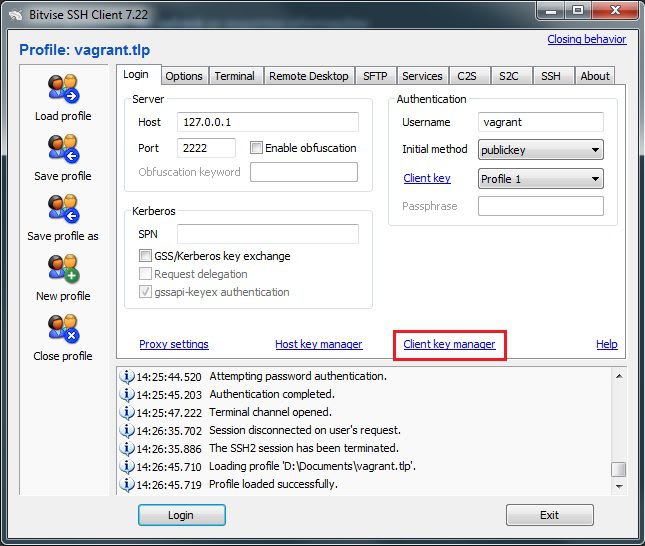 Bitvise SSH Client 7.22
Profile: vagrant.tlp
Closing behavior
Load profile
Save profile
Save profile as
New profile
Close profile
Login Options Terminal Remote Desktop SFTP Services C2S S2C SSH About
Server
Host 127.0.0.1
Port 2222 Enable obfuscation
Obfuscation keyword
Kerberos
SPN
GSS/Kerberos key exchange
Request delegation
gssapi-keyex authentication
Authentication
Username vagrant
Initial method publickey
Client key Profile 1
Passphrase
Proxy settings Host key manager Client key manager Help
14:25:44.520 Attempting password authentication.
14:25:45.203 Authentication completed.
14:25:47.222 Terminal channel opened.
14:26:35.702 Session disconnected on user's request.
14:26:35.886 The SSH2 session has been terminated.
14:26:45.710 Loading profile 'D:\Documents\vagrant.tlp'.
14:26:45.719 Profile loaded successfully.
Login Exit